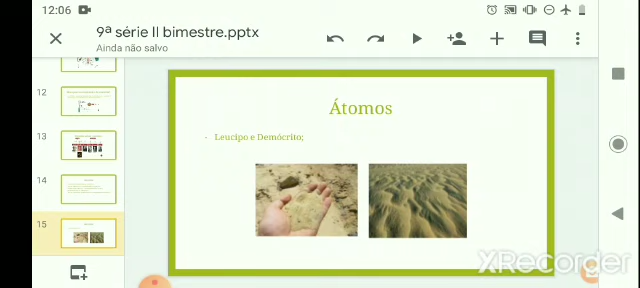 12:06
9ª série II bimestre.pptx
Ainda não salvo
12
13
14
15
Átomos
- Leucipo e Demócrito;
XRecorder